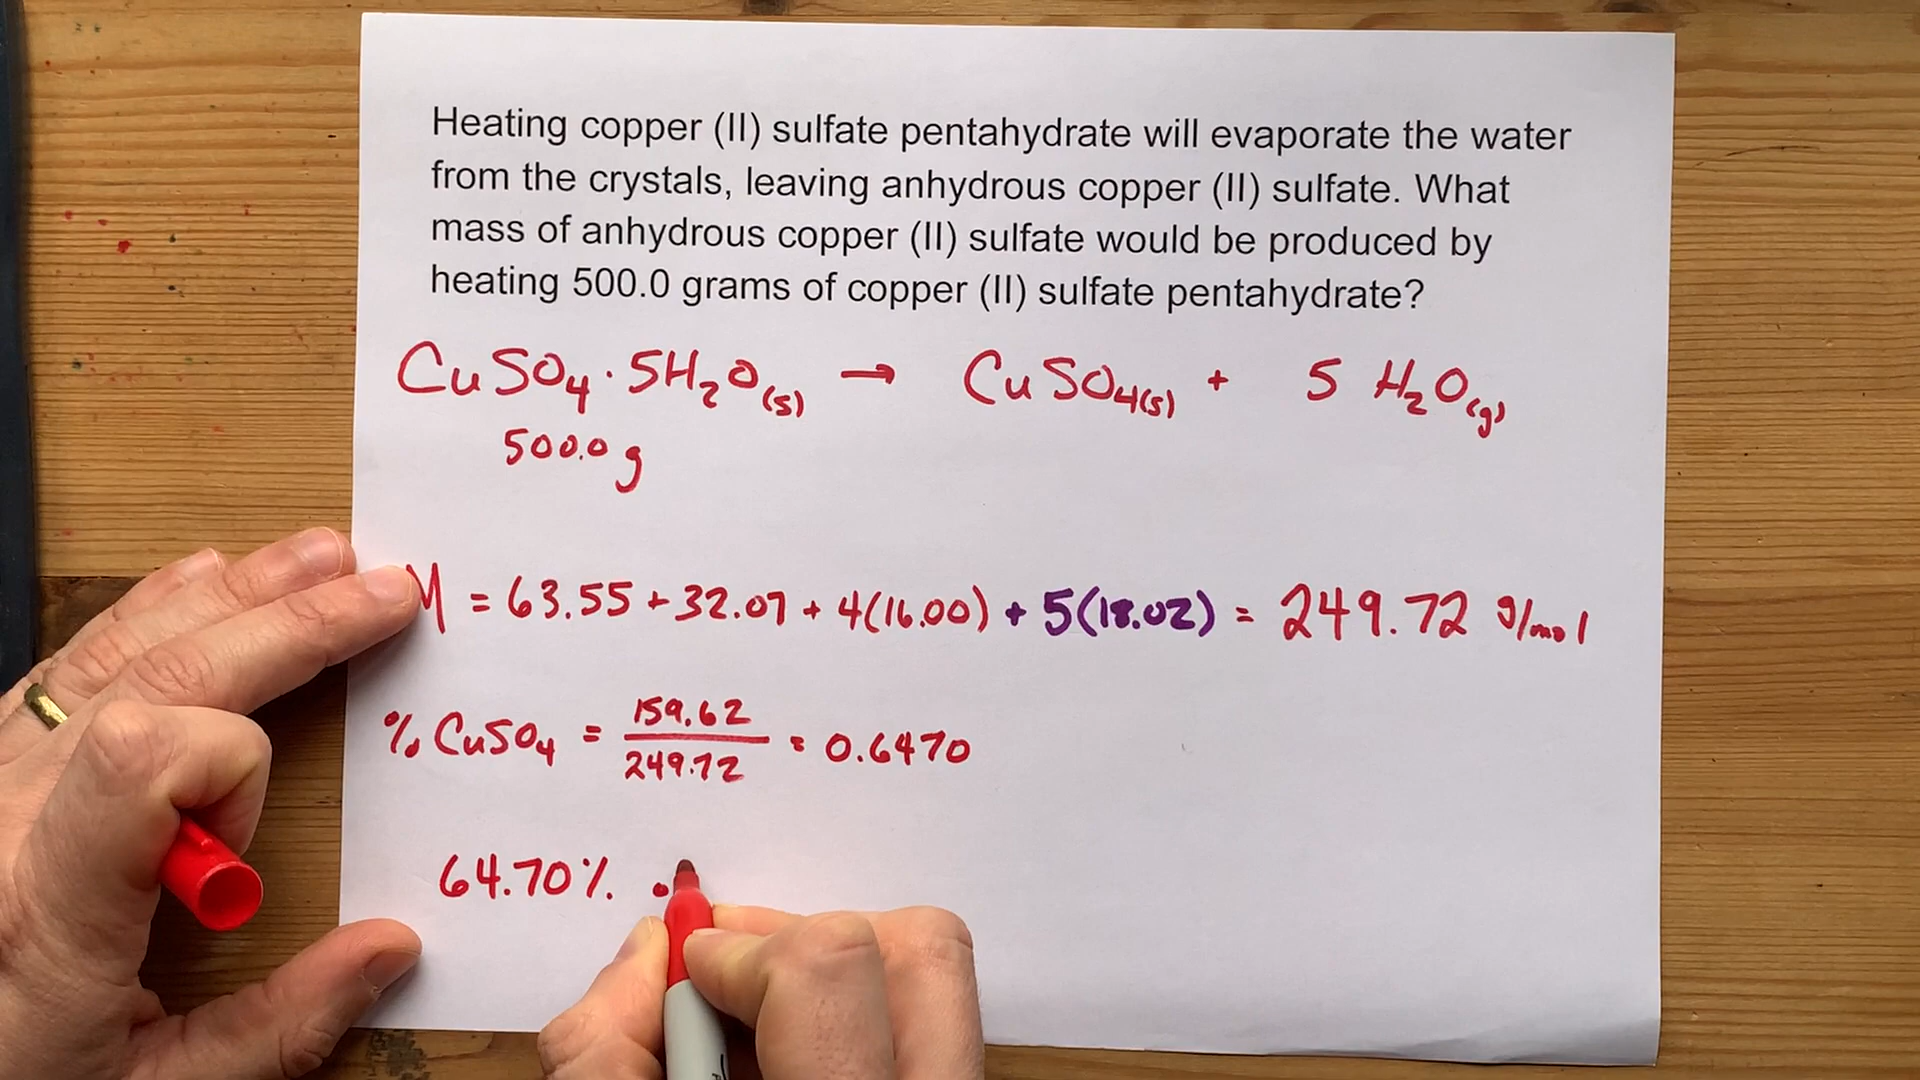 Heating copper (II) sulfate pentahydrate will evaporate the water
from the crystals, leaving anhydrous copper (II) sulfate. What
mass of anhydrous copper (II) sulfate would be produced by
heating 500.0 grams of copper (II) sulfate pentahydrate?
CuSO₄ · 5H₂O(s) → CuSO₄(s) + 5 H₂O(g)
500.0 g
M = 63.55 + 32.07 + 4(16.00) + 5(18.02) = 249.72 g/mol
% CuSO₄ = 159.62 / 249.72 = 0.6470
64.70% .